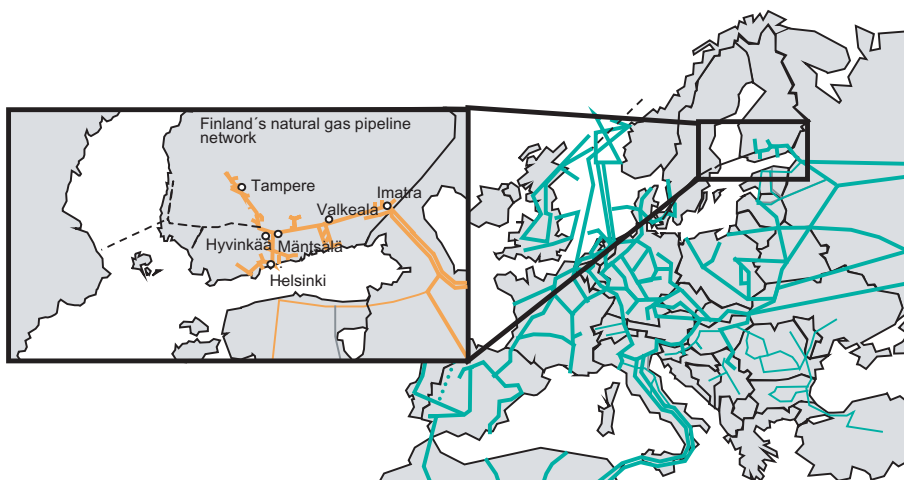 Finland´s natural gas pipeline
network
Tampere
Imatra
Valkeala
Hyvinkää
Mäntsälä
Helsinki